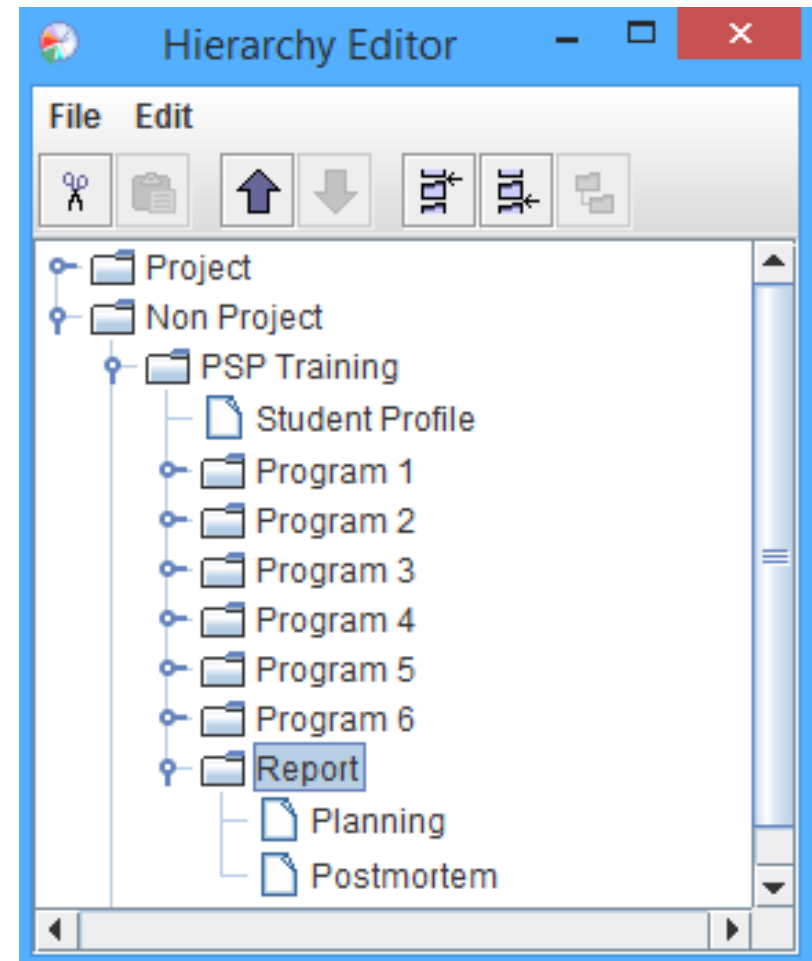 Hierarchy Editor
File Edit
Project
Non Project
PSP Training
Student Profile
Program 1
Program 2
Program 3
Program 4
Program 5
Program 6
Report
Planning
Postmortem